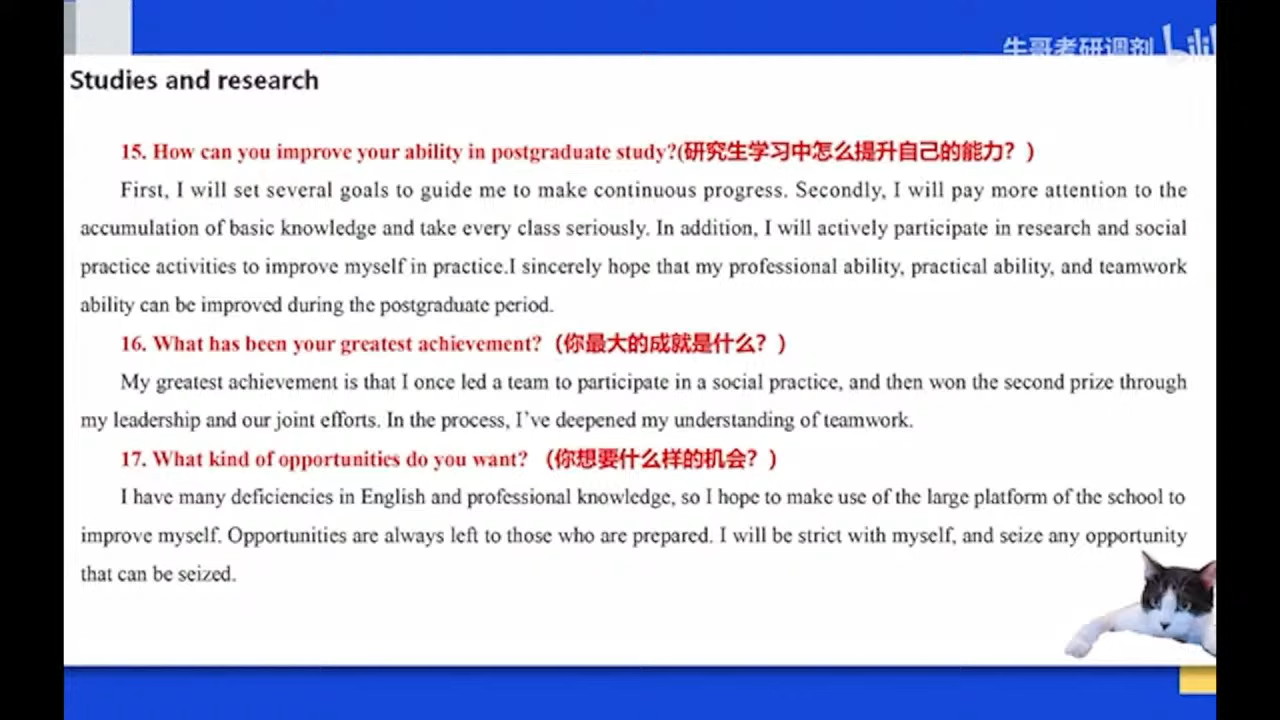 牛哥考研调剂 bili
Studies and research
15. How can you improve your ability in postgraduate study?(研究生学习中怎么提升自己的能力？)
First, I will set several goals to guide me to make continuous progress. Secondly, I will pay more attention to the
accumulation of basic knowledge and take every class seriously. In addition, I will actively participate in research and social
practice activities to improve myself in practice.I sincerely hope that my professional ability, practical ability, and teamwork
ability can be improved during the postgraduate period.
16. What has been your greatest achievement?（你最大的成就是什么？）
My greatest achievement is that I once led a team to participate in a social practice, and then won the second prize through
my leadership and our joint efforts. In the process, I’ve deepened my understanding of teamwork.
17. What kind of opportunities do you want? （你想要什么样的机会？）
I have many deficiencies in English and professional knowledge, so I hope to make use of the large platform of the school to
improve myself. Opportunities are always left to those who are prepared. I will be strict with myself, and seize any opportunity
that can be seized.